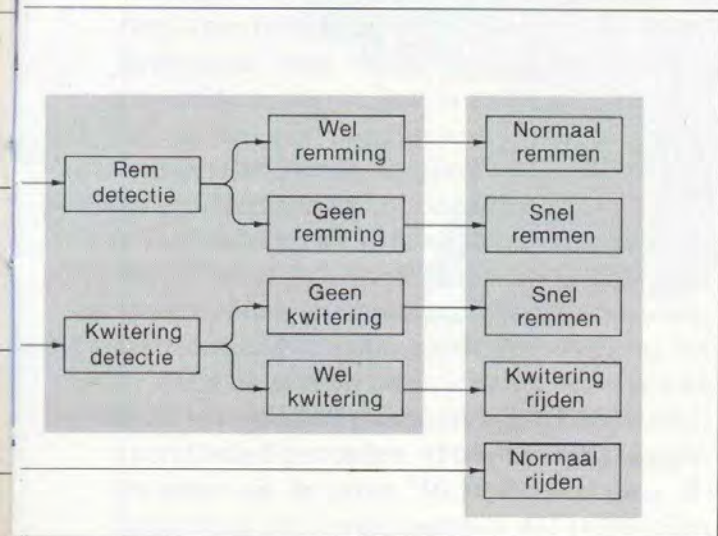 Wel
remming
Normaal
remmen
Rem
detectie
Geen
remming
Snel
remmen
Geen
kwitering
Snel
remmen
Kwitering
detectie
Wel
kwitering
Kwitering
rijden
Normaal
rijden